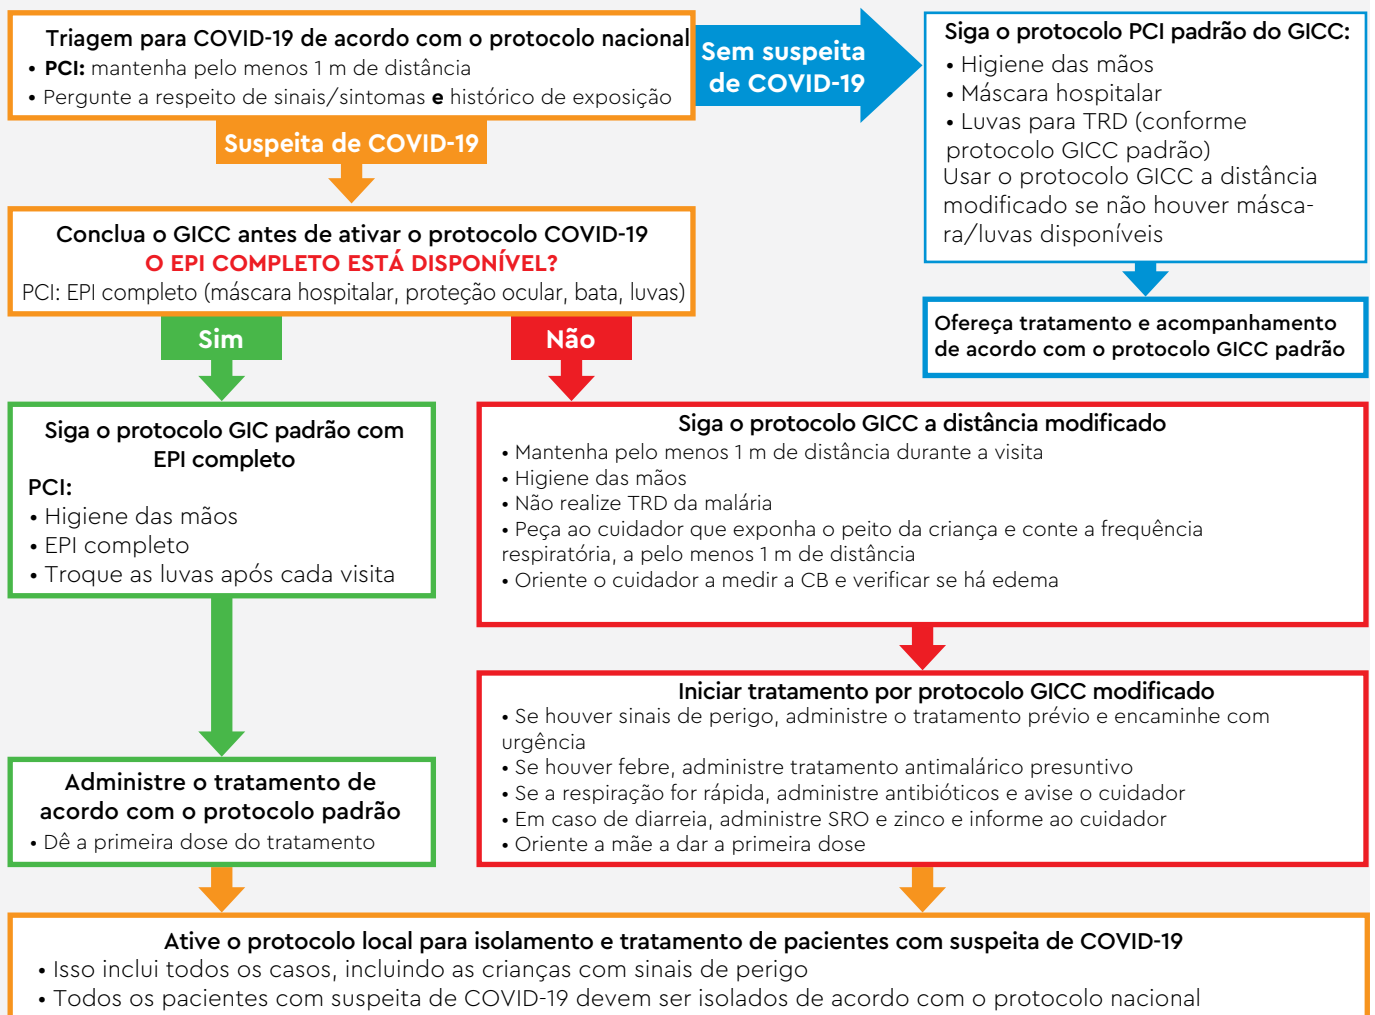 Triagem para COVID-19 de acordo com o protocolo nacional
• PCI: mantenha pelo menos 1 m de distância
• Pergunte a respeito de sinais/sintomas e histórico de exposição
Sem suspeita
de COVID-19
Siga o protocolo PCI padrão do GICC:
• Higiene das mãos
• Máscara hospitalar
• Luvas para TRD (conforme
protocolo GICC padrão)
Usar o protocolo GICC a distância
modificado se não houver másca-
ra/luvas disponíveis
Ofereça tratamento e acompanhamento
de acordo com o protocolo GICC padrão
Suspeita de COVID-19
Conclua o GICC antes de ativar o protocolo COVID-19
O EPI COMPLETO ESTÁ DISPONÍVEL?
PCI: EPI completo (máscara hospitalar, proteção ocular, bata, luvas)
Sim
Não
Siga o protocolo GIC padrão com
EPI completo
PCI:
• Higiene das mãos
• EPI completo
• Troque as luvas após cada visita
Administre o tratamento de
acordo com o protocolo padrão
• Dê a primeira dose do tratamento
Siga o protocolo GICC a distância modificado
• Mantenha pelo menos 1 m de distância durante a visita
• Higiene das mãos
• Não realize TRD da malária
• Peça ao cuidador que exponha o peito da criança e conte a frequência
respiratória, a pelo menos 1 m de distância
• Oriente o cuidador a medir a CB e verificar se há edema
Iniciar tratamento por protocolo GICC modificado
• Se houver sinais de perigo, administre o tratamento prévio e encaminhe com
urgência
• Se houver febre, administre tratamento antimalárico presuntivo
• Se a respiração for rápida, administre antibióticos e avise o cuidador
• Em caso de diarreia, administre SRO e zinco e informe ao cuidador
• Oriente a mãe a dar a primeira dose
Ative o protocolo local para isolamento e tratamento de pacientes com suspeita de COVID-19
• Isso inclui todos os casos, incluindo as crianças com sinais de perigo
• Todos os pacientes com suspeita de COVID-19 devem ser isolados de acordo com o protocolo nacional